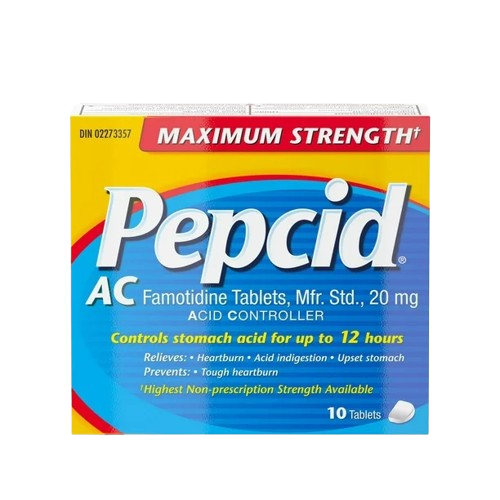 DIN 02273357
MAXIMUM STRENGTH†
Pepcid®
AC Famotidine Tablets, Mfr. Std., 20 mg
ACID CONTROLLER
Controls stomach acid for up to 12 hours
Relieves: • Heartburn • Acid indigestion • Upset stomach
Prevents: • Tough heartburn
†Highest Non-prescription Strength Available
10 Tablets